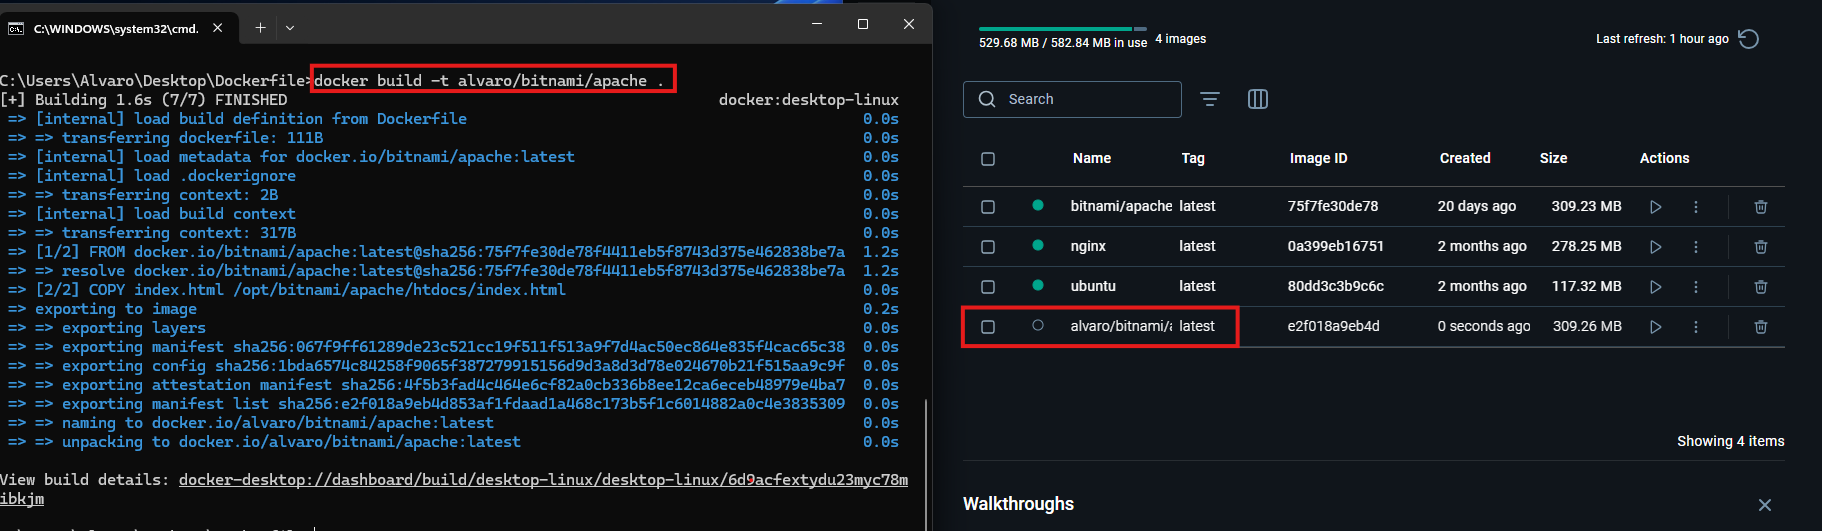 C:\WINDOWS\system32\cmd.
C:\Users\Alvaro\Desktop\Dockerfile>docker build -t alvaro/bitnami/apache .
[+] Building 1.6s (7/7) FINISHED docker:desktop-linux
=> [internal] load build definition from Dockerfile 0.0s
=> => transferring dockerfile: 111B 0.0s
=> [internal] load metadata for docker.io/bitnami/apache:latest 0.0s
=> [internal] load .dockerignore 0.0s
=> => transferring context: 2B 0.0s
=> [internal] load build context 0.0s
=> => transferring context: 317B 0.0s
=> [1/2] FROM docker.io/bitnami/apache:latest@sha256:75f7fe30de78f4411eb5f8743d375e462838be7a 1.2s
=> => resolve docker.io/bitnami/apache:latest@sha256:75f7fe30de78f4411eb5f8743d375e462838be7a 1.2s
=> [2/2] COPY index.html /opt/bitnami/apache/htdocs/index.html 0.0s
=> exporting to image 0.2s
=> => exporting layers 0.0s
=> => exporting manifest sha256:067f9ff61289de23c521cc19f511f513a9f7d4ac50ec864e835f4cac65c38 0.0s
=> => exporting config sha256:1bda6574c84258f9065f387279915156d9d3a8d3d78e024670b21f515aa9c9f 0.0s
=> => exporting attestation manifest sha256:4f5b3fad4c464e6cf82a0cb336b8ee12ca6eceb48979e4ba7 0.0s
=> => exporting manifest list sha256:e2f018a9eb4d853af1fdaad1a468c173b5f1c6014882a0c4e3835309 0.0s
=> => naming to docker.io/alvaro/bitnami/apache:latest 0.0s
=> => unpacking to docker.io/alvaro/bitnami/apache:latest 0.0s
View build details: docker-desktop://dashboard/build/desktop-linux/desktop-linux/6d9acfextydu23myc78m
ibkjm
529.68 MB / 582.84 MB in use 4 images
Last refresh: 1 hour ago
Search
Name Tag Image ID Created Size Actions
bitnami/apache latest 75f7fe30de78 20 days ago 309.23 MB
nginx latest 0a399eb16751 2 months ago 278.25 MB
ubuntu latest 80dd3c3b9c6c 2 months ago 117.32 MB
alvaro/bitnami/a latest e2f018a9eb4d 0 seconds ago 309.26 MB
Showing 4 items
Walkthroughs